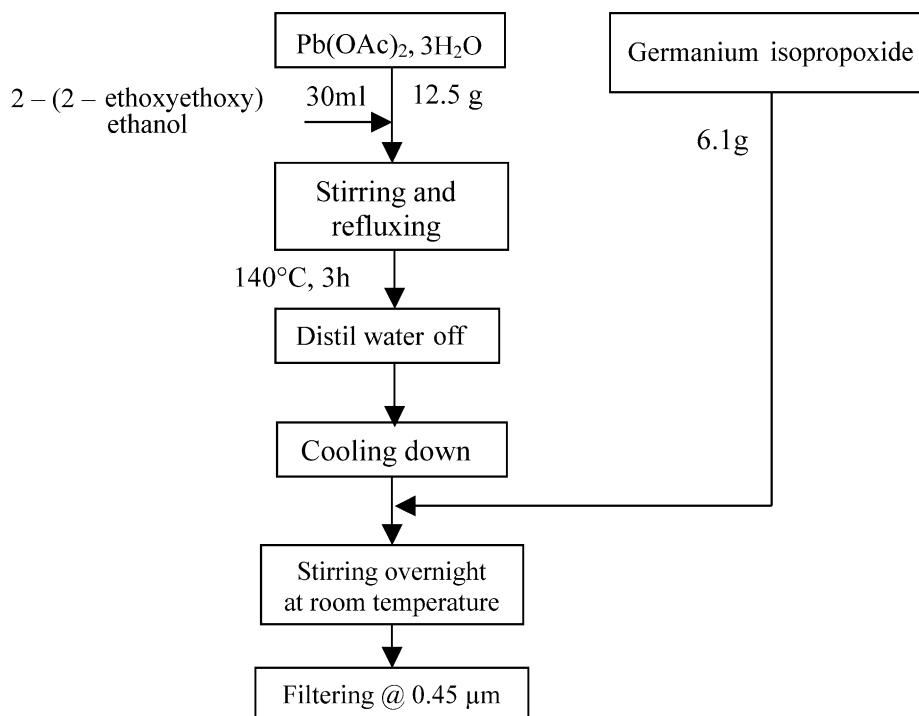 Pb(OAc)₂, 3H₂O
Germanium isopropoxide
2 – (2 – ethoxyethoxy)
ethanol
30ml
12.5 g
6.1g
Stirring and
refluxing
140°C, 3h
Distil water off
Cooling down
Stirring overnight
at room temperature
Filtering @ 0.45 µm